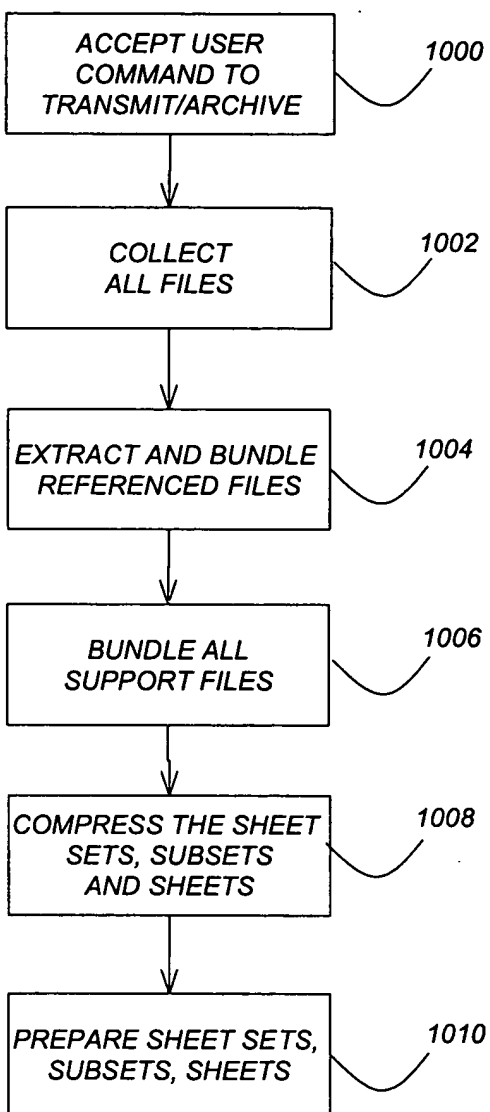 ACCEPT USER
COMMAND TO
TRANSMIT/ARCHIVE
1000
COLLECT
ALL FILES
1002
EXTRACT AND BUNDLE
REFERENCED FILES
1004
BUNDLE ALL
SUPPORT FILES
1006
COMPRESS THE SHEET
SETS, SUBSETS
AND SHEETS
1008
PREPARE SHEET SETS,
SUBSETS, SHEETS
1010